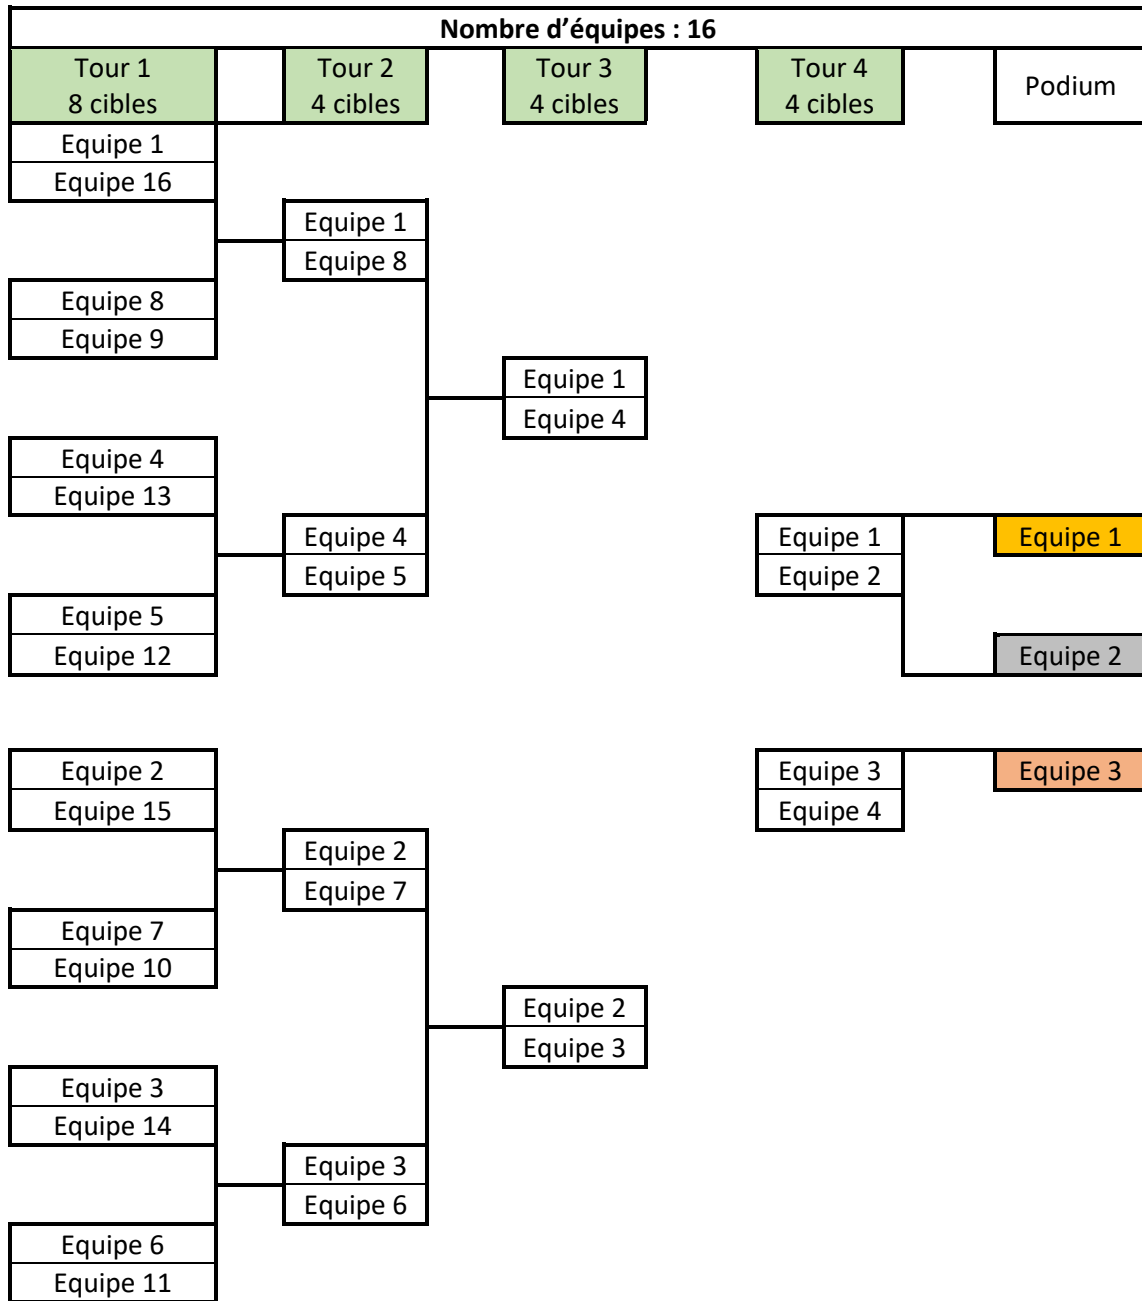 Nombre d'équipes : 16
Tour 1
8 cibles
Tour 2
4 cibles
Tour 3
4 cibles
Tour 4
4 cibles
Podium
Equipe 1
Equipe 16
Equipe 8
Equipe 9
Equipe 4
Equipe 13
Equipe 5
Equipe 12
Equipe 2
Equipe 15
Equipe 7
Equipe 10
Equipe 3
Equipe 14
Equipe 6
Equipe 11
Equipe 1
Equipe 8
Equipe 4
Equipe 5
Equipe 2
Equipe 7
Equipe 3
Equipe 6
Equipe 1
Equipe 4
Equipe 2
Equipe 3
Equipe 1
Equipe 2
Equipe 3
Equipe 4
Equipe 1
Equipe 2
Equipe 3